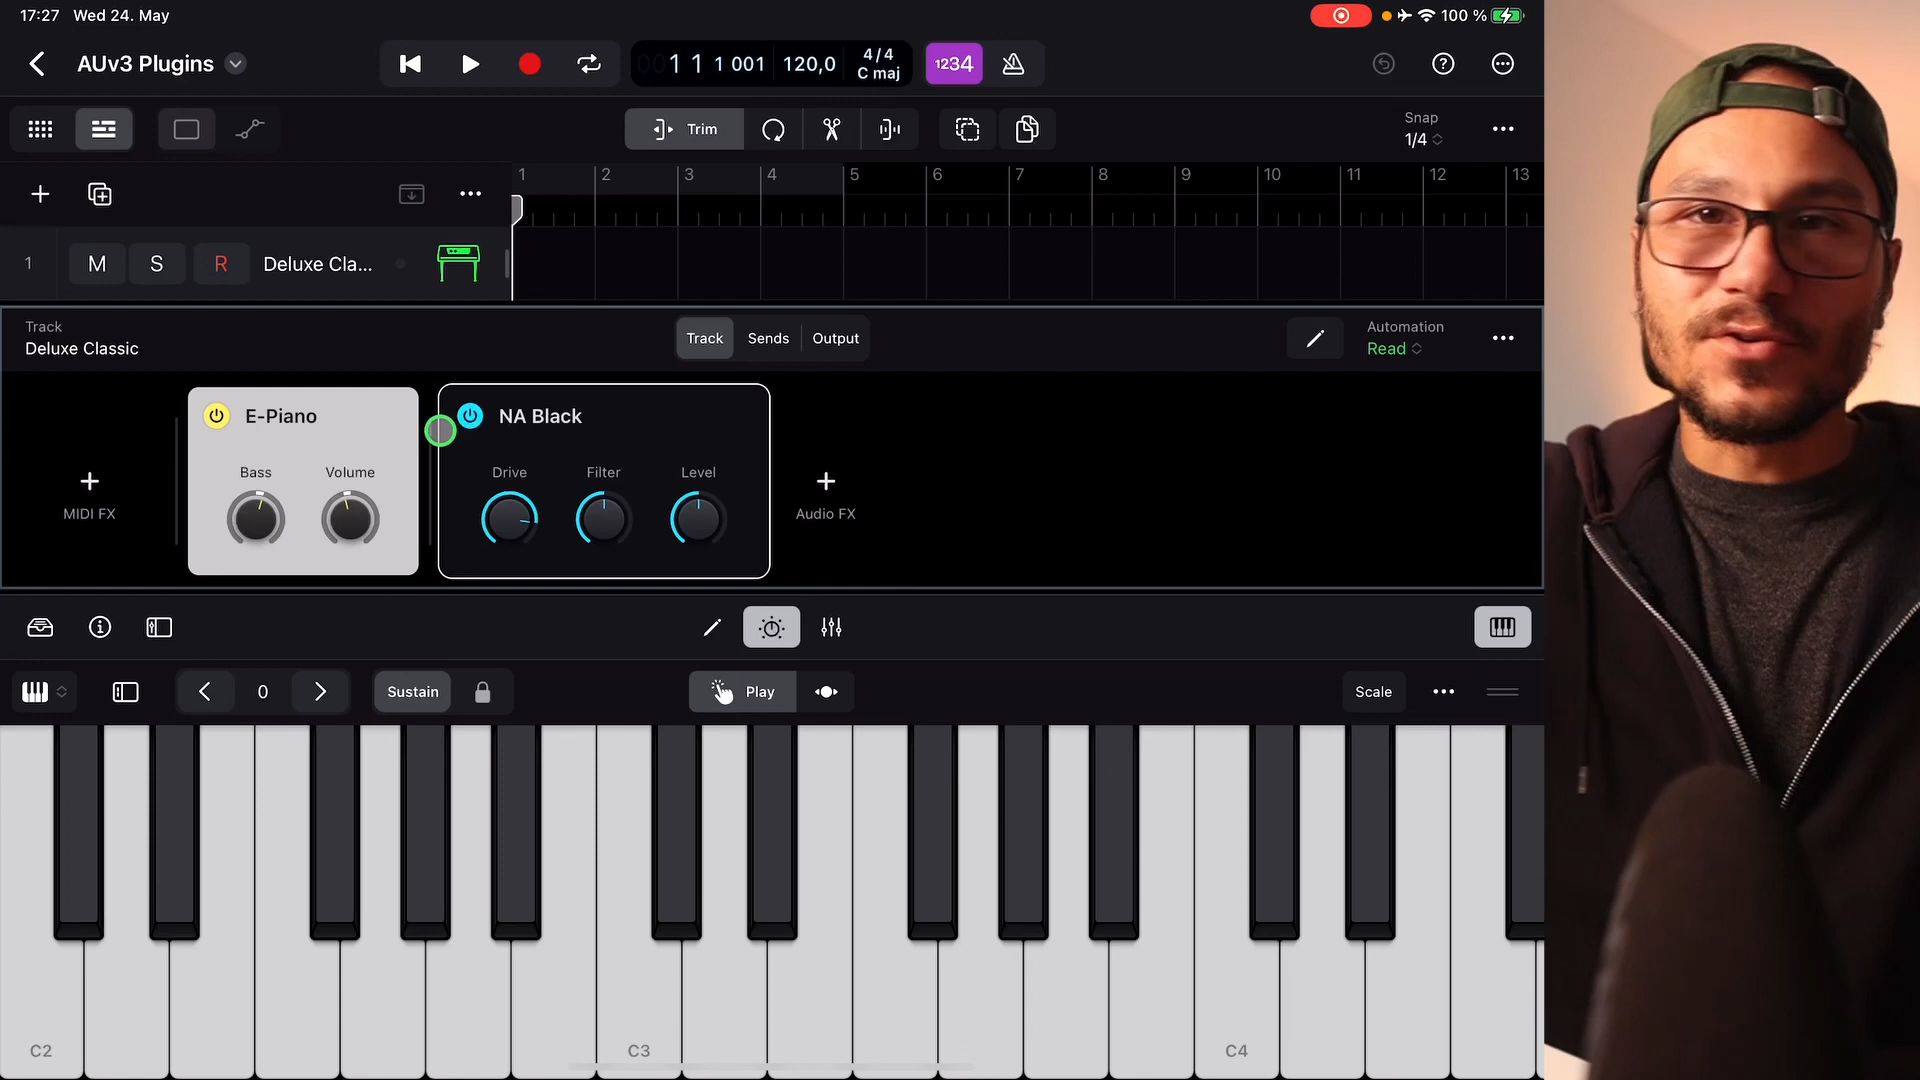 17:27 Wed 24. May
100 %
AUv3 Plugins
001 1 1 001
120,0
4/4
C maj
1234
Trim
Snap
1/4
1 2 3 4 5 6 7 8 9 10 11 12 13
1 M S R Deluxe Cla...
Track
Deluxe Classic
Track Sends Output
Automation
Read
E-Piano
NA Black
Bass Volume Drive Filter Level
MIDI FX
Audio FX
0
Sustain
Play
Scale
C2 C3 C4